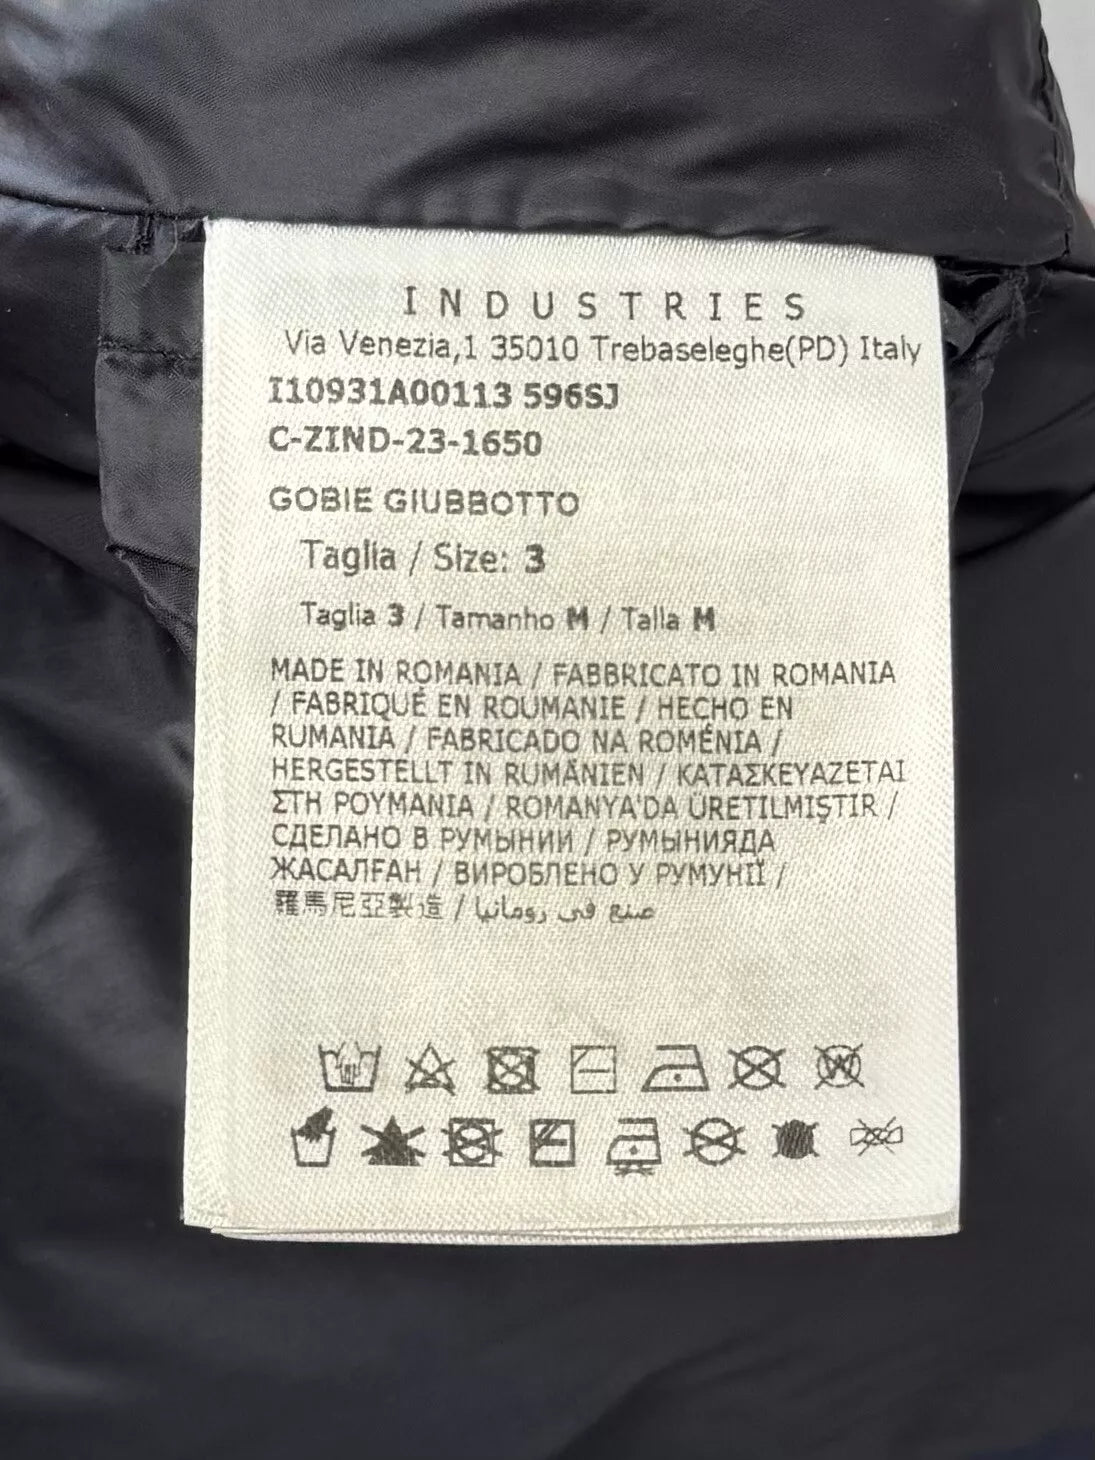 INDUSTRIES
Via Venezia,1 35010 Trebaseleghe(PD) Italy
I10931A00113 596SJ
C-ZIND-23-1650
GOBIE GIUBBOTTO
Taglia / Size: 3
Taglia 3 / Tamanho M / Talla M
MADE IN ROMANIA / FABBRICATO IN ROMANIA
/ FABRIQUÉ EN ROUMANIE / HECHO EN
RUMANIA / FABRICADO NA ROMÉNIA /
HERGESTELLT IN RUMÄNIEN / ΚΑΤΑΣΚΕΥΑΖΕΤΑΙ
ΣΤΗ ΡΟΥΜΑΝΙΑ / ROMANYA'DA ÜRETILMIŞTIR /
СДЕЛАНО В РУМЫНИИ / РУМЫНИЯДА
ЖАСАЛҒАН / ВИРОБЛЕНО У РУМУНІЇ /
羅馬尼亞製造 / صنع في رومانيا